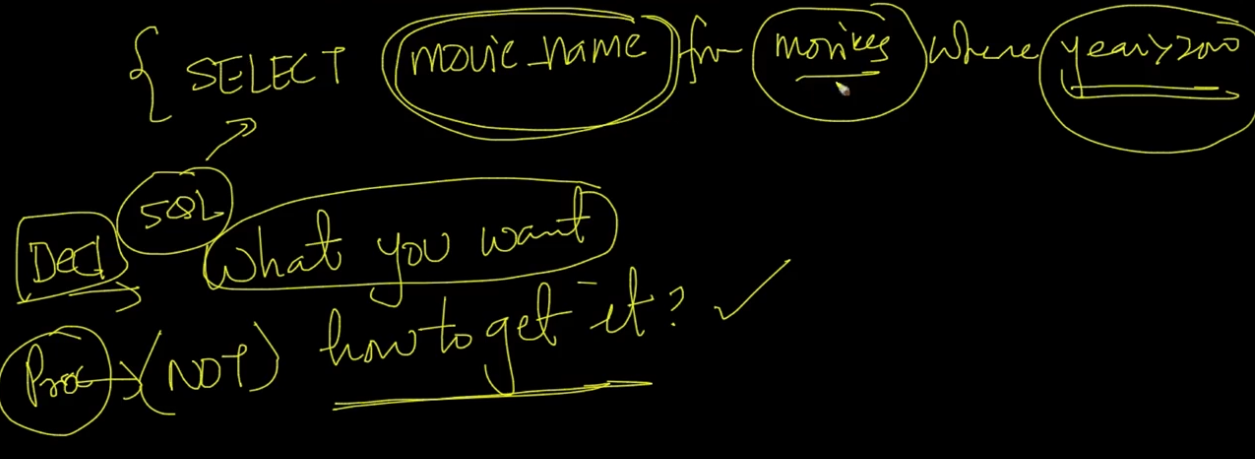 { SELECT movie_name from movies where year>2000
SQL
Decl What you want
Proc → (NOT) how to get it? ✓